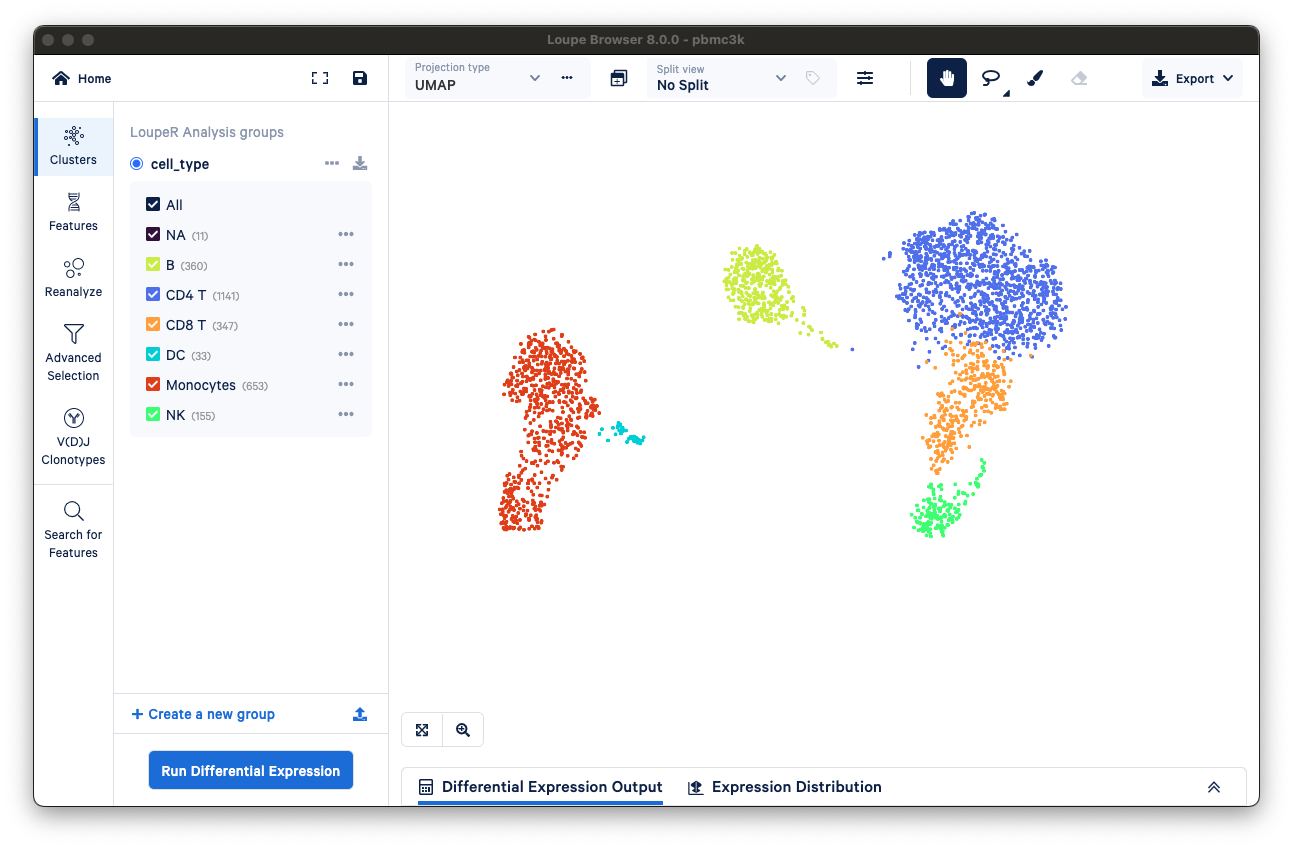 Loupe Browser 8.0.0 - pbmc3k
Home
Projection type
UMAP
Split view
No Split
Export
Clusters
Features
Reanalyze
Advanced
Selection
V(D)J
Clonotypes
Search for
Features
LoupeR Analysis groups
cell_type
All
NA (11)
B (360)
CD4 T (1141)
CD8 T (347)
DC (33)
Monocytes (653)
NK (155)
+ Create a new group
Run Differential Expression
Differential Expression Output
Expression Distribution